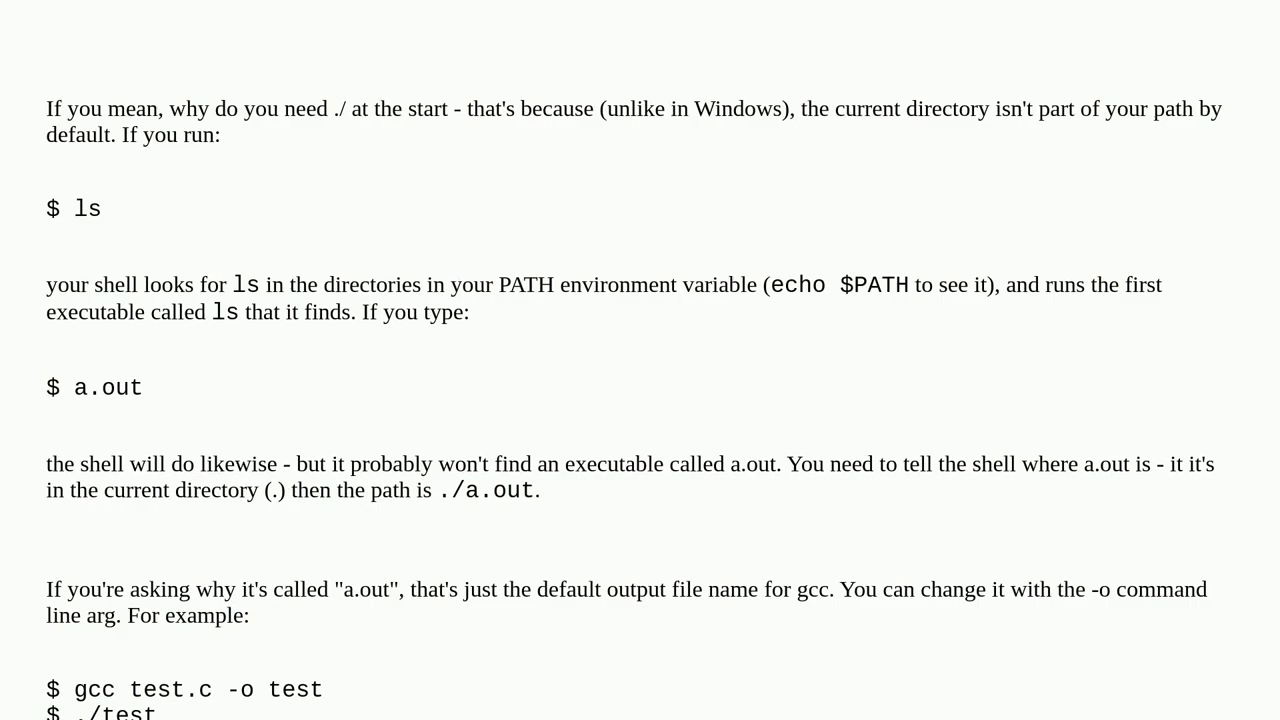 If you mean, why do you need ./ at the start - that's because (unlike in Windows), the current directory isn't part of your path by
default. If you run:
$ ls
your shell looks for ls in the directories in your PATH environment variable (echo $PATH to see it), and runs the first
executable called ls that it finds. If you type:
$ a.out
the shell will do likewise - but it probably won't find an executable called a.out. You need to tell the shell where a.out is - it it's
in the current directory (.) then the path is ./a.out.
If you're asking why it's called "a.out", that's just the default output file name for gcc. You can change it with the -o command
line arg. For example:
$ gcc test.c -o test
$ ./test